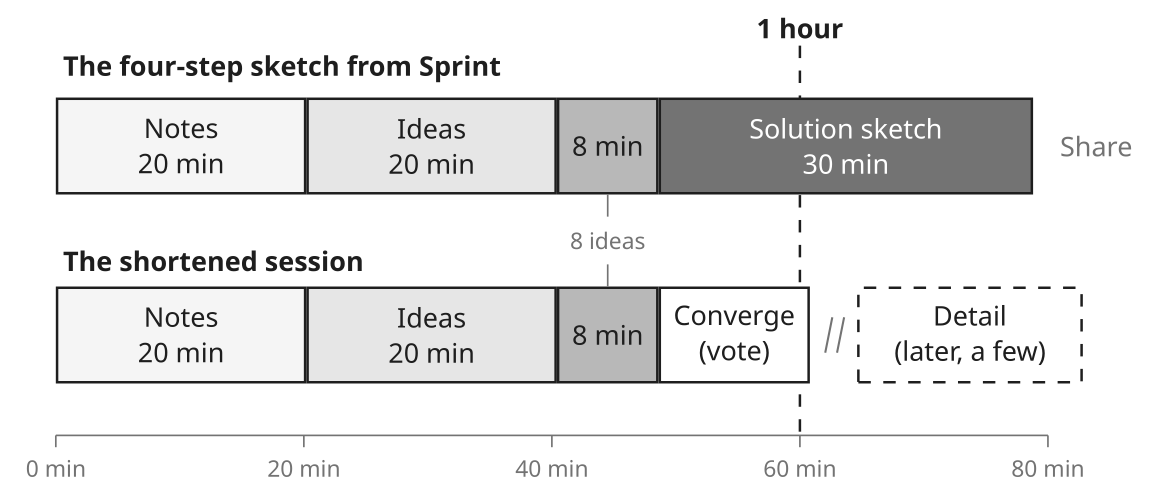 1 hour
The four-step sketch from Sprint
Notes
20 min
Ideas
20 min
8 min
Solution sketch
30 min
Share
8 ideas
The shortened session
Notes
20 min
Ideas
20 min
8 min
Converge
(vote)
//
Detail
(later, a few)
0 min
20 min
40 min
60 min
80 min